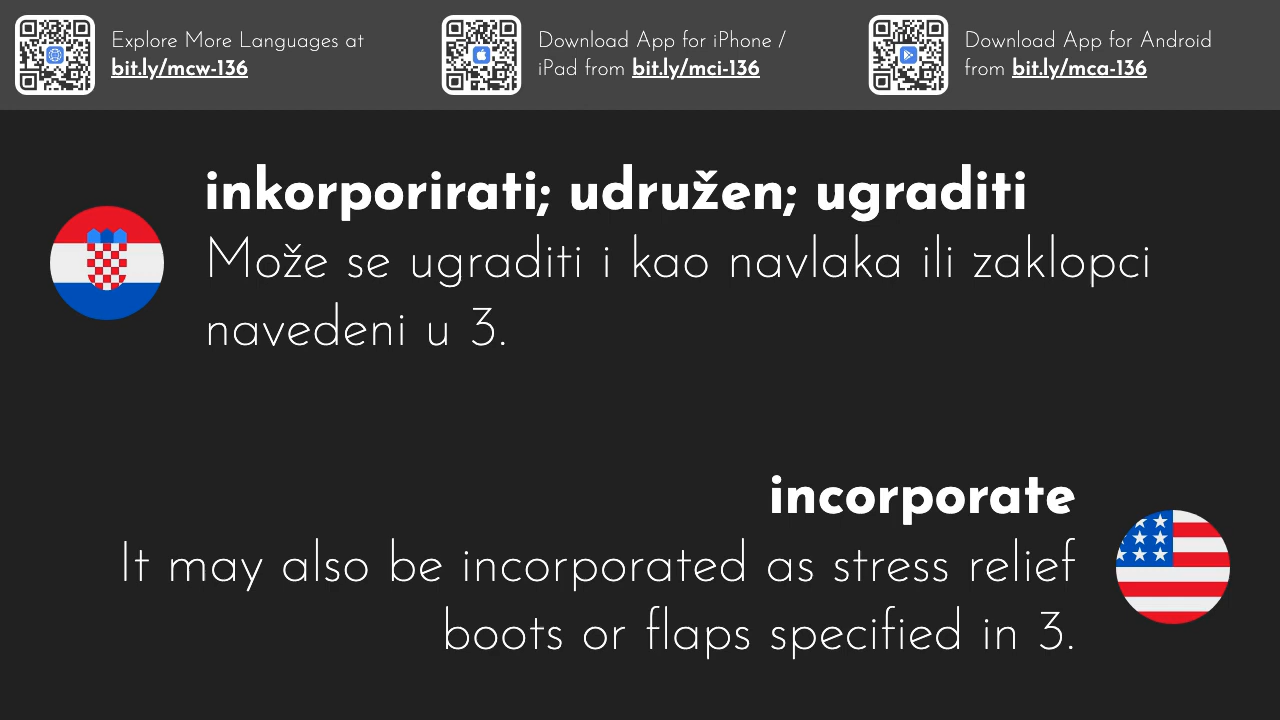 Explore More Languages at
bit.ly/mcw-136
Download App for iPhone /
iPad from bit.ly/mci-136
Download App for Android
from bit.ly/mca-136
inkorporirati; udružen; ugraditi
Može se ugraditi i kao navlaka ili zaklopci
navedeni u 3.
incorporate
It may also be incorporated as stress relief
boots or flaps specified in 3.